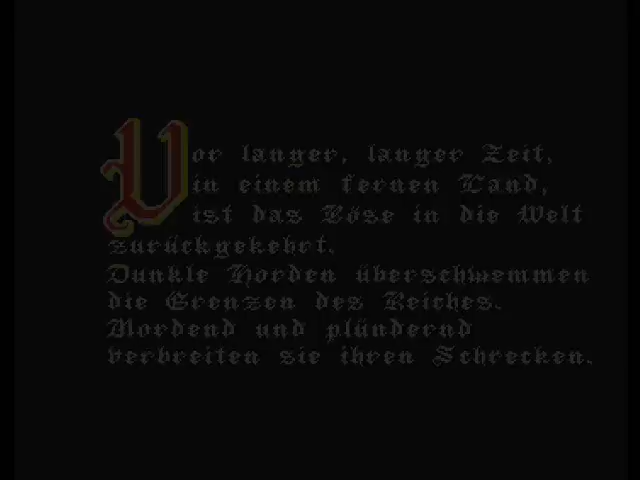 Vor langer, langer Zeit,
in einem fernen Land,
ist das Böse in die Welt
zurückgekehrt.
Dunkle Horden überschwemmen
die Grenzen des Reiches.
Mordend und plündernd
verbreiten sie ihren Schrecken.